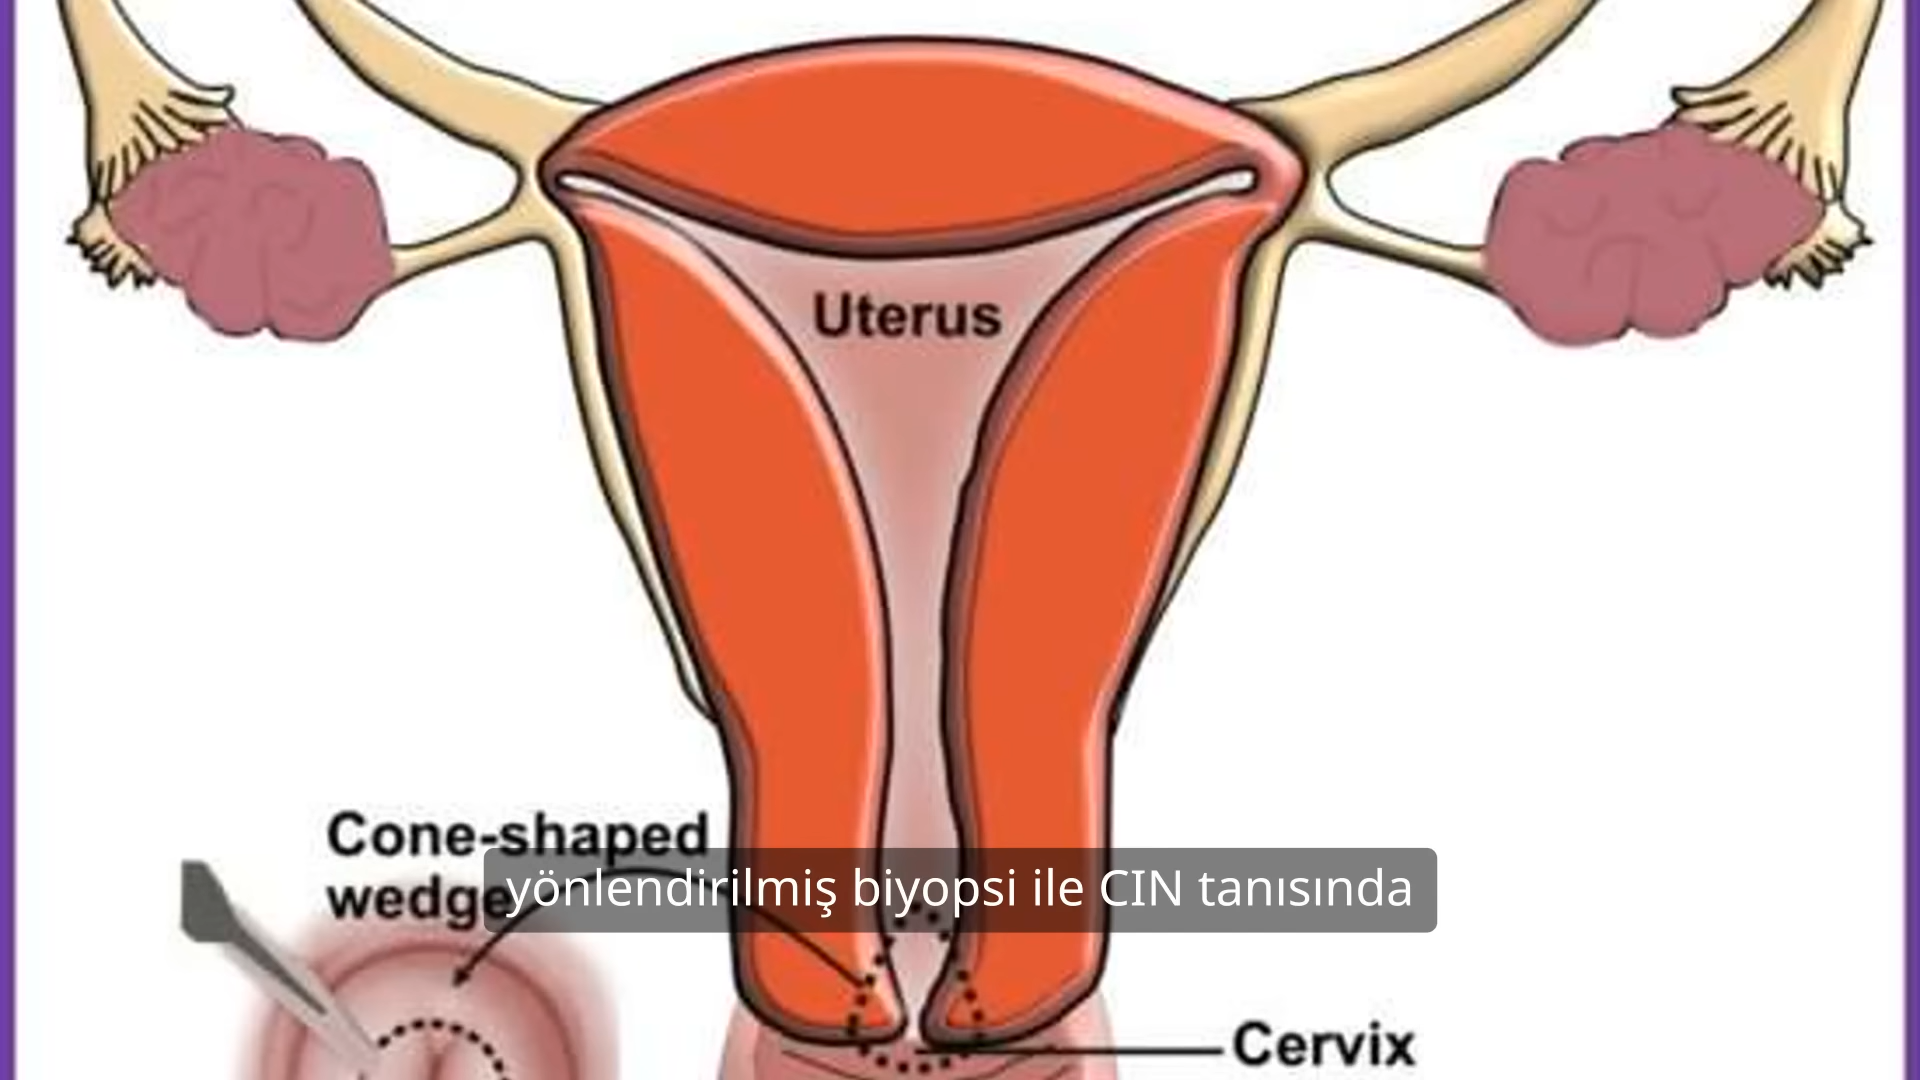 Uterus
Cone-shaped
wedge
yönlendirilmiş biyopsi ile CIN tanısında
Cervix